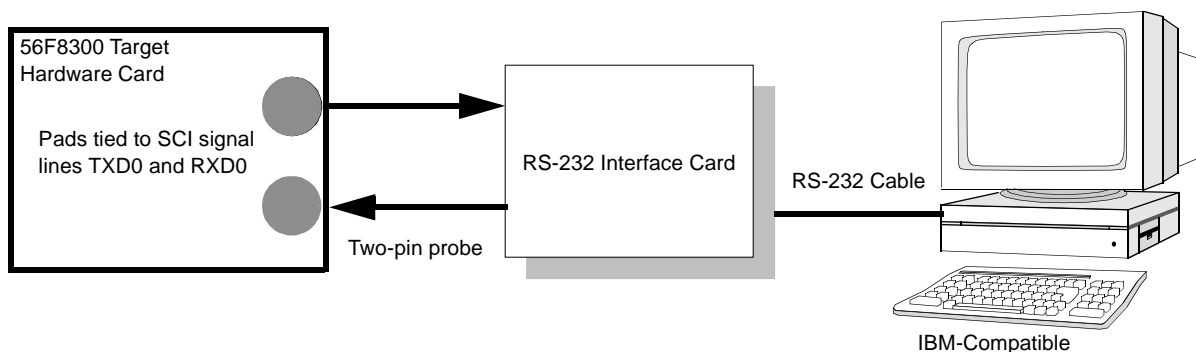 56F8300 Target
Hardware Card
Pads tied to SCI signal
lines TXD0 and RXD0
Two-pin probe
RS-232 Interface Card
RS-232 Cable
IBM-Compatible